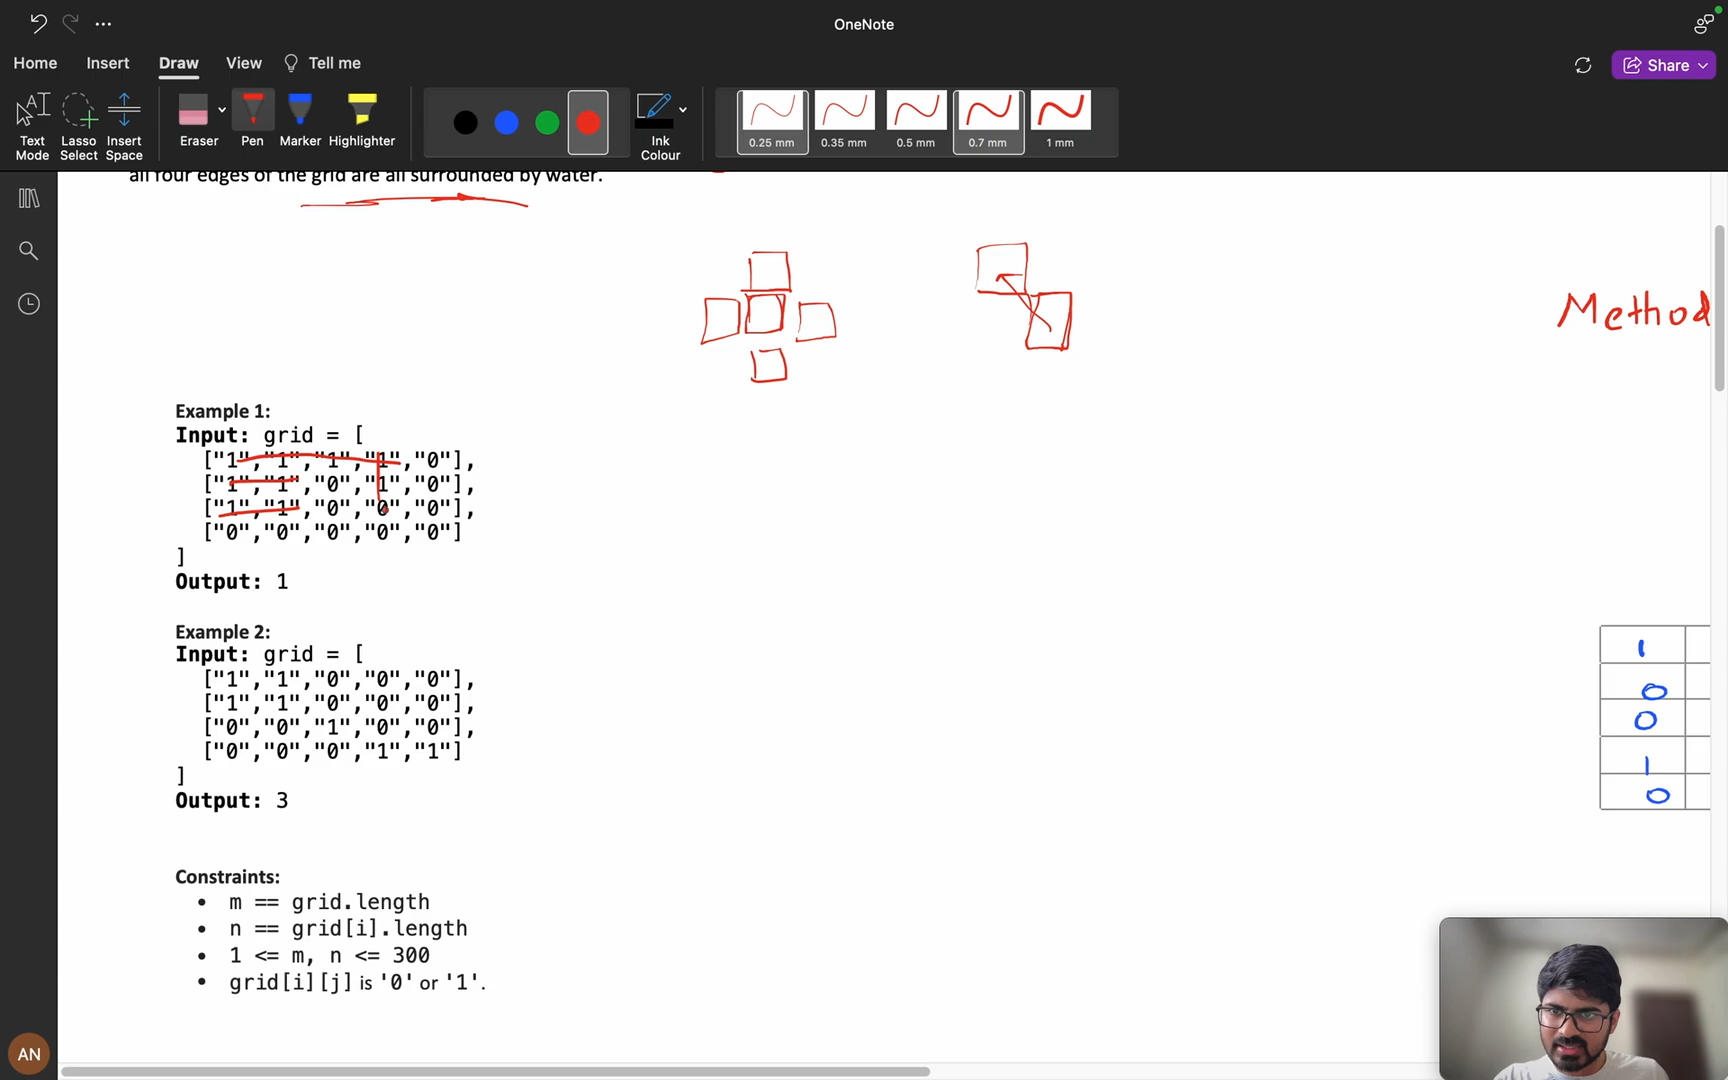 OneNote
Home Insert Draw View Tell me
Share
Text Mode
Lasso Select
Insert Space
Eraser
Pen
Marker
Highlighter
Ink Colour
0.25 mm
0.35 mm
0.5 mm
0.7 mm
1 mm
all four edges of the grid are all surrounded by water.
Method
Example 1:
Input: grid = [
["1","1","1","1","0"],
["1","1","0","1","0"],
["1","1","0","0","0"],
["0","0","0","0","0"]
]
Output: 1
Example 2:
Input: grid = [
["1","1","0","0","0"],
["1","1","0","0","0"],
["0","0","1","0","0"],
["0","0","0","1","1"]
]
Output: 3
1
0
0
1
0
Constraints:
• m == grid.length
• n == grid[i].length
• 1 <= m, n <= 300
• grid[i][j] is '0' or '1'.
AN